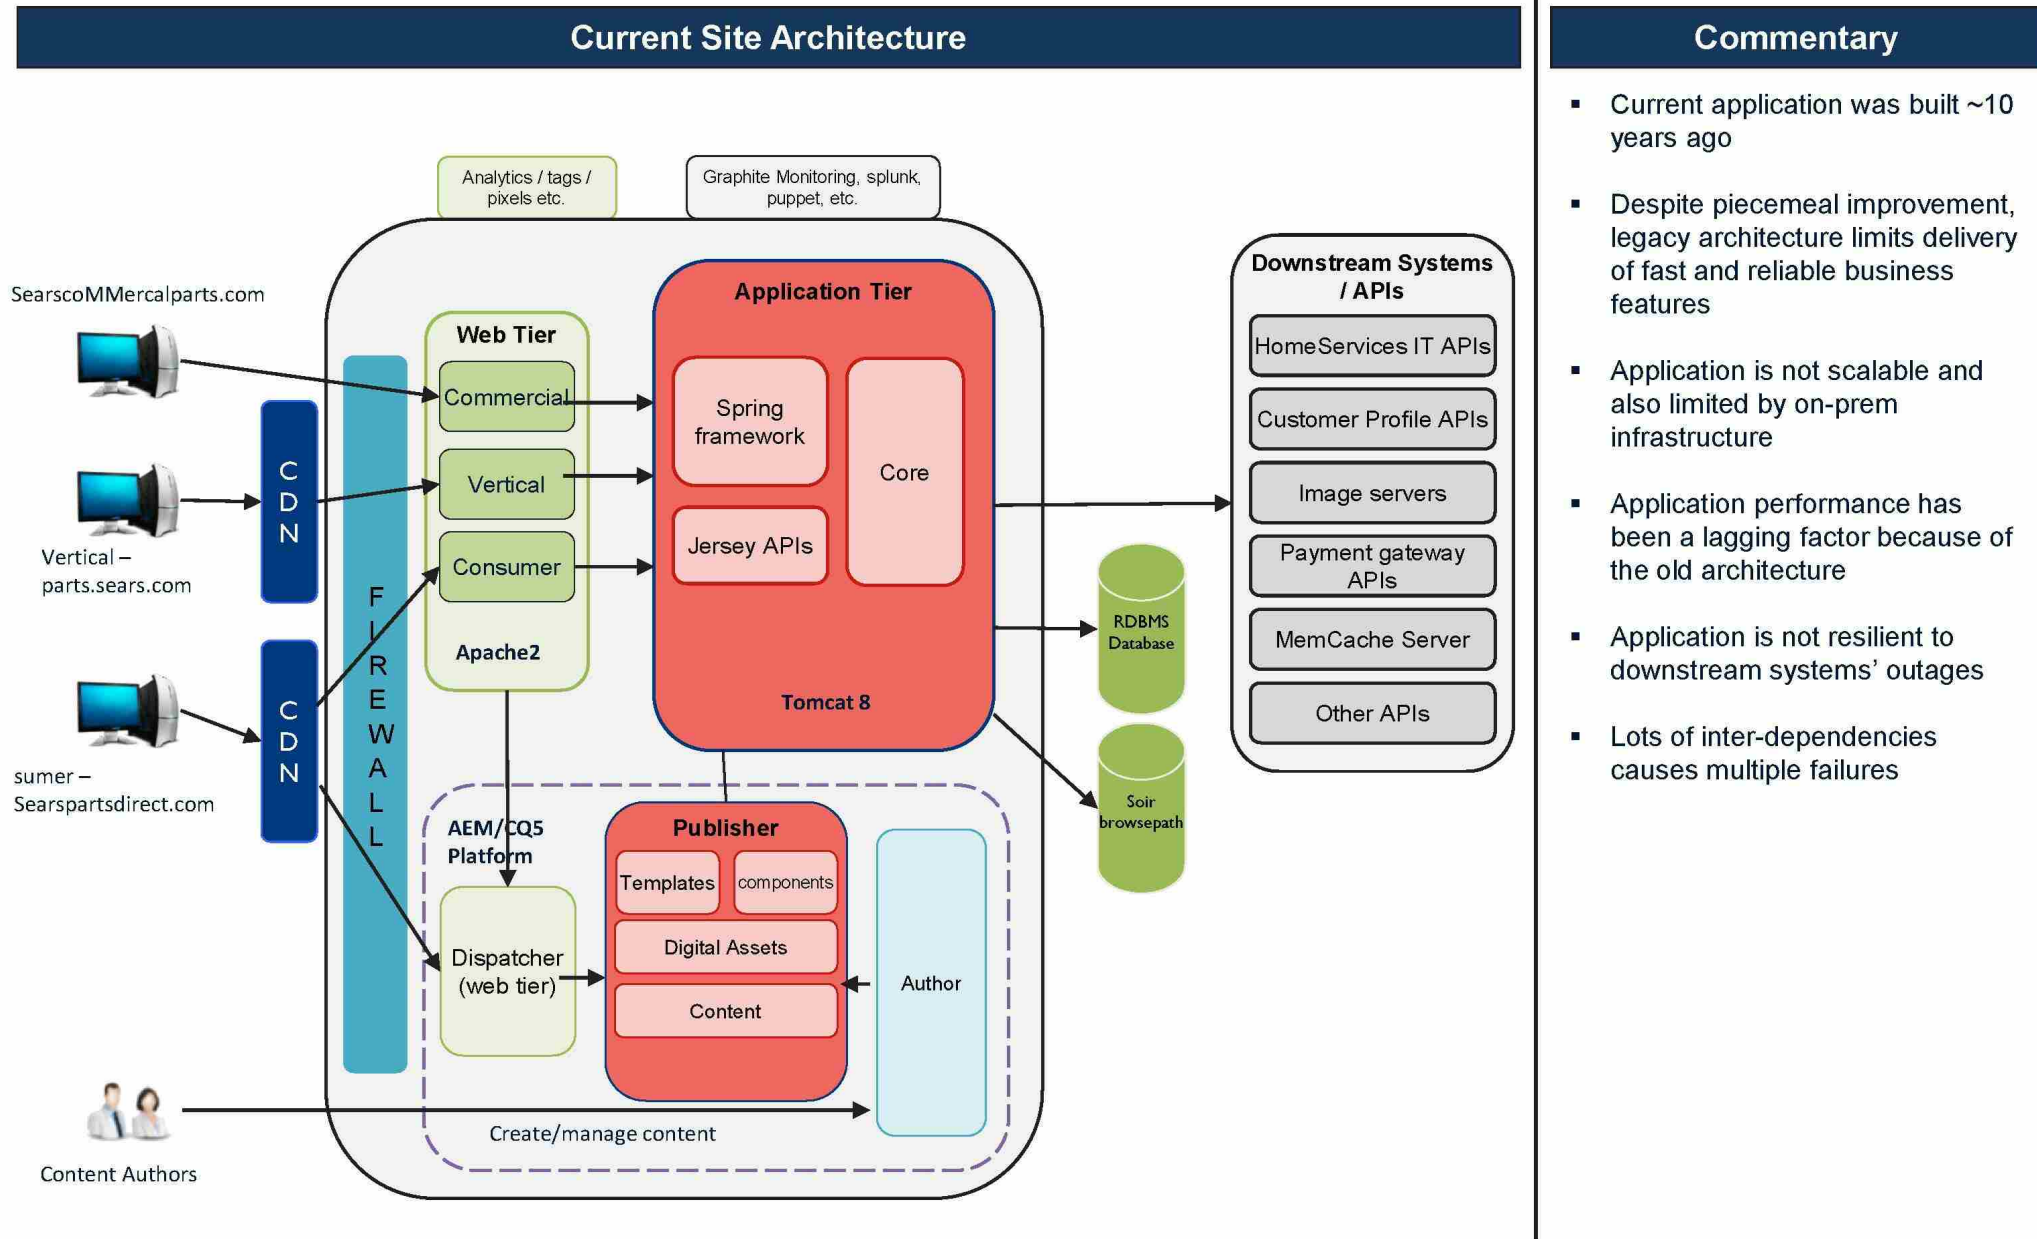 Current Site Architecture
Analytics / tags /
pixels etc.
Graphite Monitoring, splunk,
puppet, etc.
SearscoMMercalparts.com
Vertical –
parts.sears.com
sumer –
Searspartsdirect.com
Content Authors
C
D
N
C
D
N
F
I
R
E
W
A
L
L
Web Tier
Commercial
Vertical
Consumer
Apache2
Application Tier
Spring
framework
Jersey APIs
Core
Tomcat 8
AEM/CQ5
Platform
Dispatcher
(web tier)
Publisher
Templates
components
Digital Assets
Content
Author
Create/manage content
RDBMS
Database
Soir
browsepath
Downstream Systems
/ APIs
HomeServices IT APIs
Customer Profile APIs
Image servers
Payment gateway
APIs
MemCache Server
Other APIs
Commentary
▪ Current application was built ~10
years ago
▪ Despite piecemeal improvement,
legacy architecture limits delivery
of fast and reliable business
features
▪ Application is not scalable and
also limited by on-prem
infrastructure
▪ Application performance has
been a lagging factor because of
the old architecture
▪ Application is not resilient to
downstream systems’ outages
▪ Lots of inter-dependencies
causes multiple failures